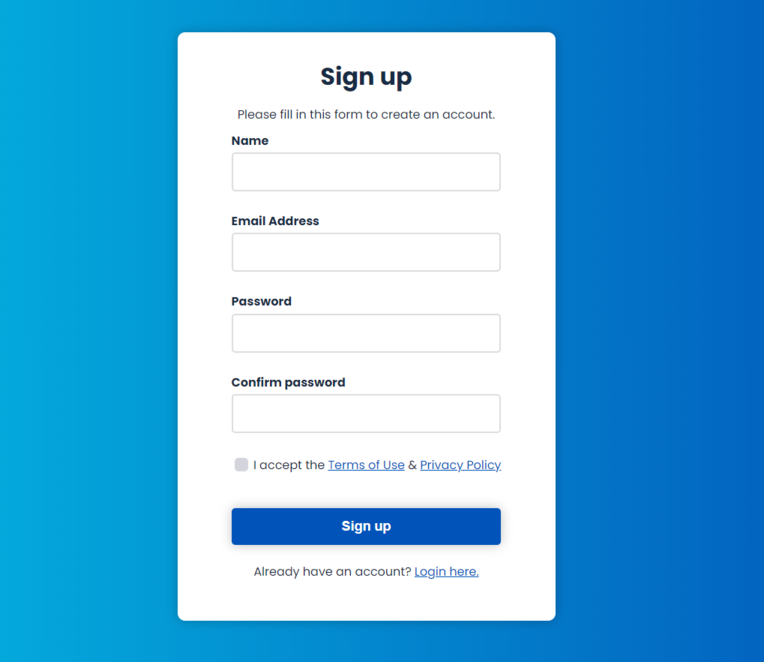 Sign up
Please fill in this form to create an account.
Name
Email Address
Password
Confirm password
I accept the Terms of Use & Privacy Policy
Sign up
Already have an account? Login here.